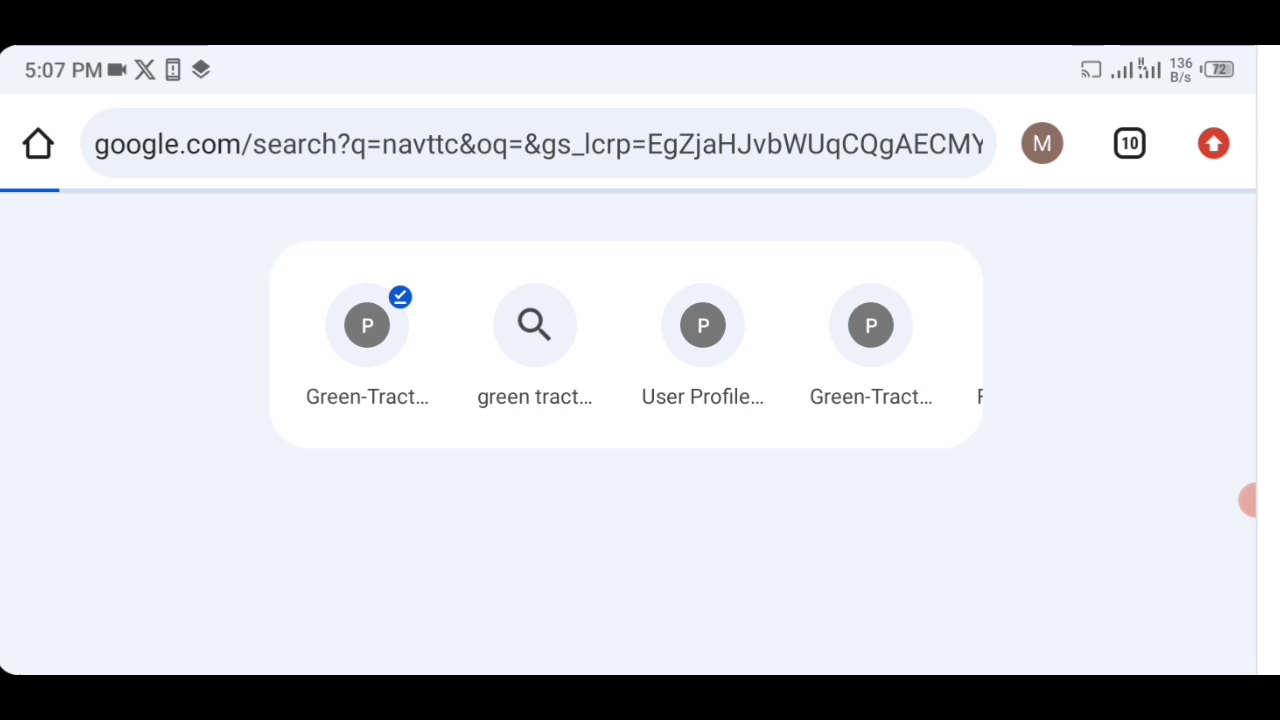 5:07 PM
136
B/s
72
google.com/search?q=navttc&oq=&gs_lcrp=EgZjaHJvbWUqCQgAECMY
M
10
P
P
P
Green-Tract...
green tract...
User Profile...
Green-Tract...